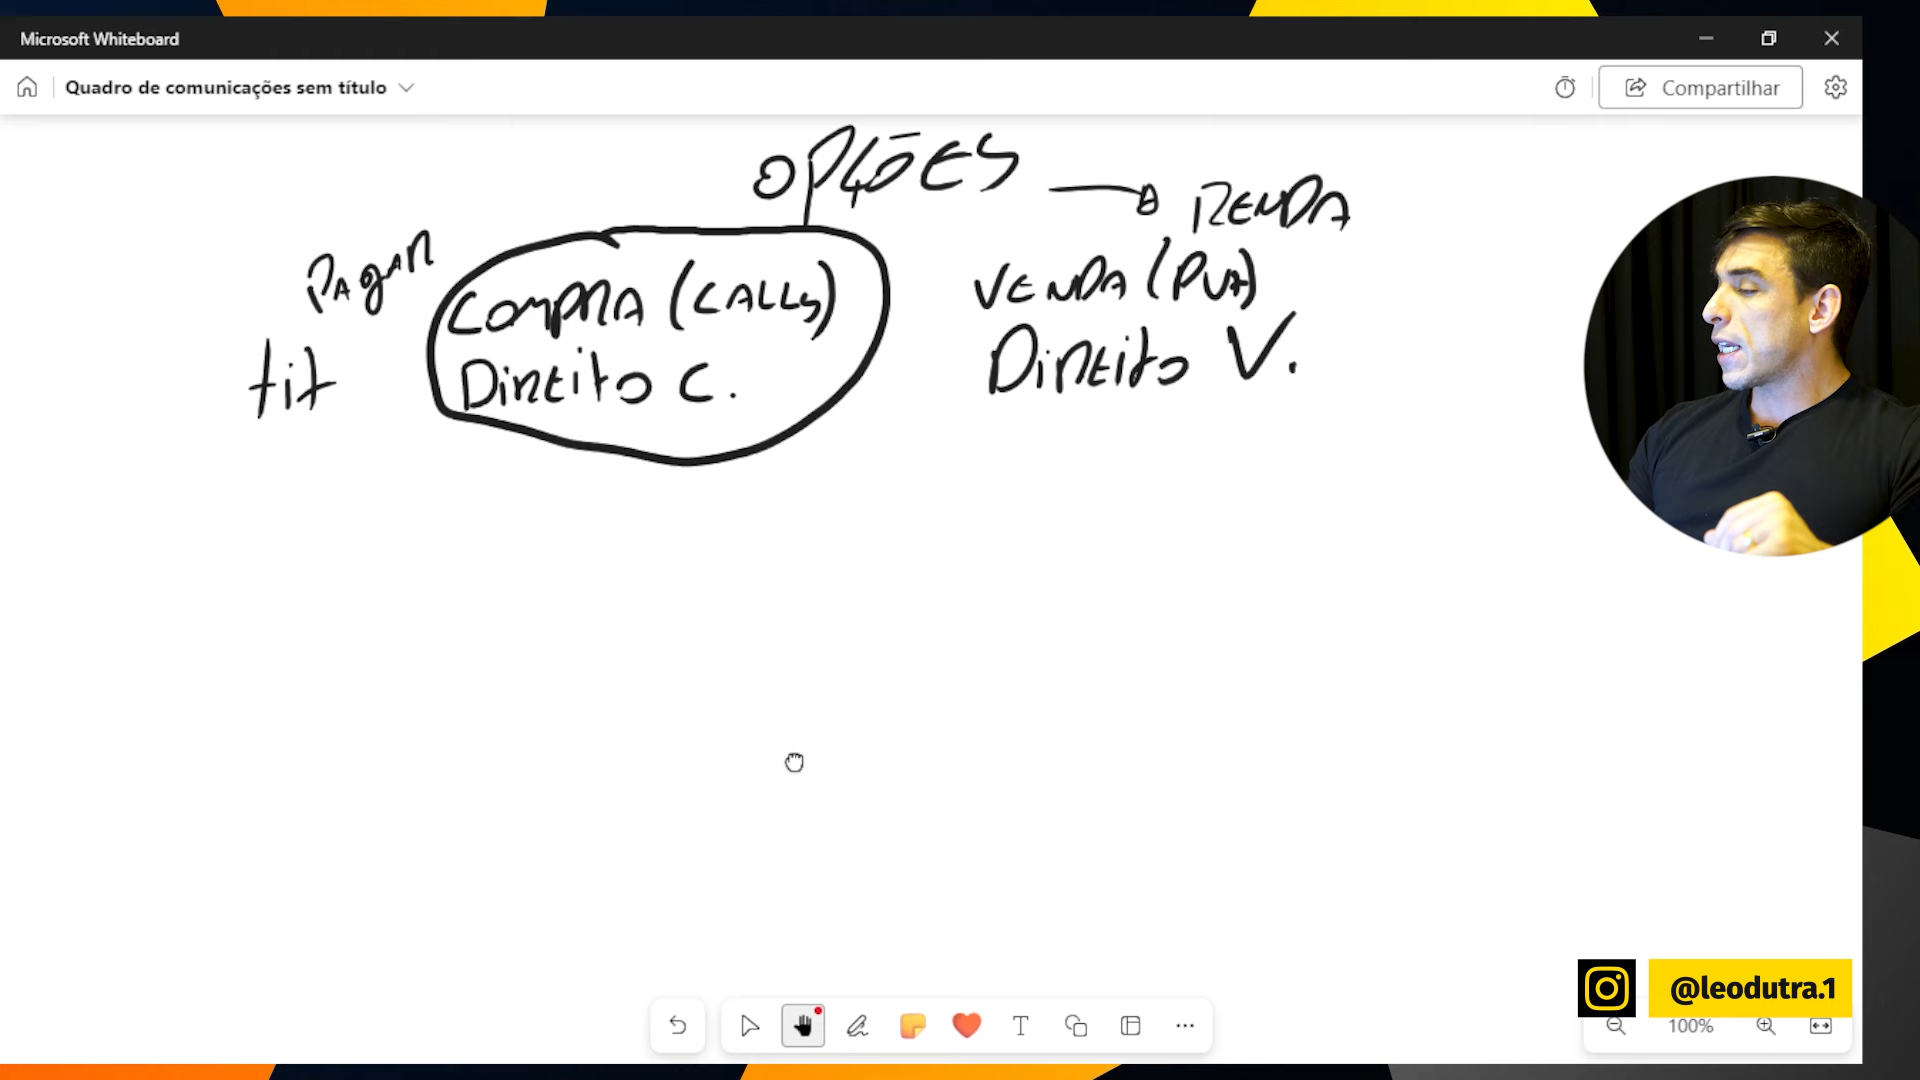 Microsoft Whiteboard
Quadro de comunicações sem título
Compartilhar
OPÇÕES
RENDA
PAgAR
COMPRA (CALLS)
VENDA (PUT)
tit
DirEito C.
DirEito V.
@leodutra.1
T
100%